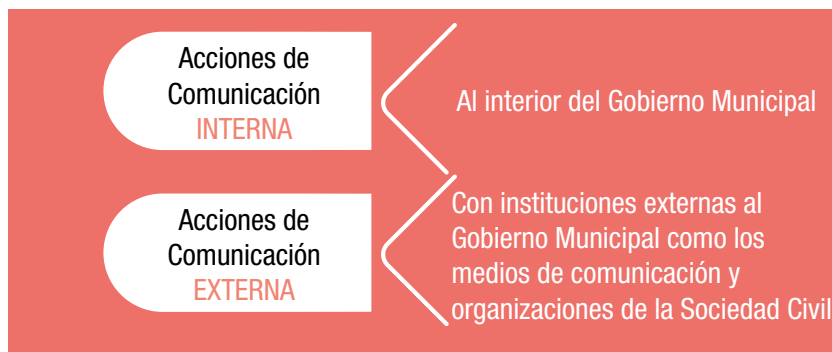 Acciones de
Comunicación
INTERNA
Al interior del Gobierno Municipal
Acciones de
Comunicación
EXTERNA
Con instituciones externas al
Gobierno Municipal como los
medios de comunicación y
organizaciones de la Sociedad Civil